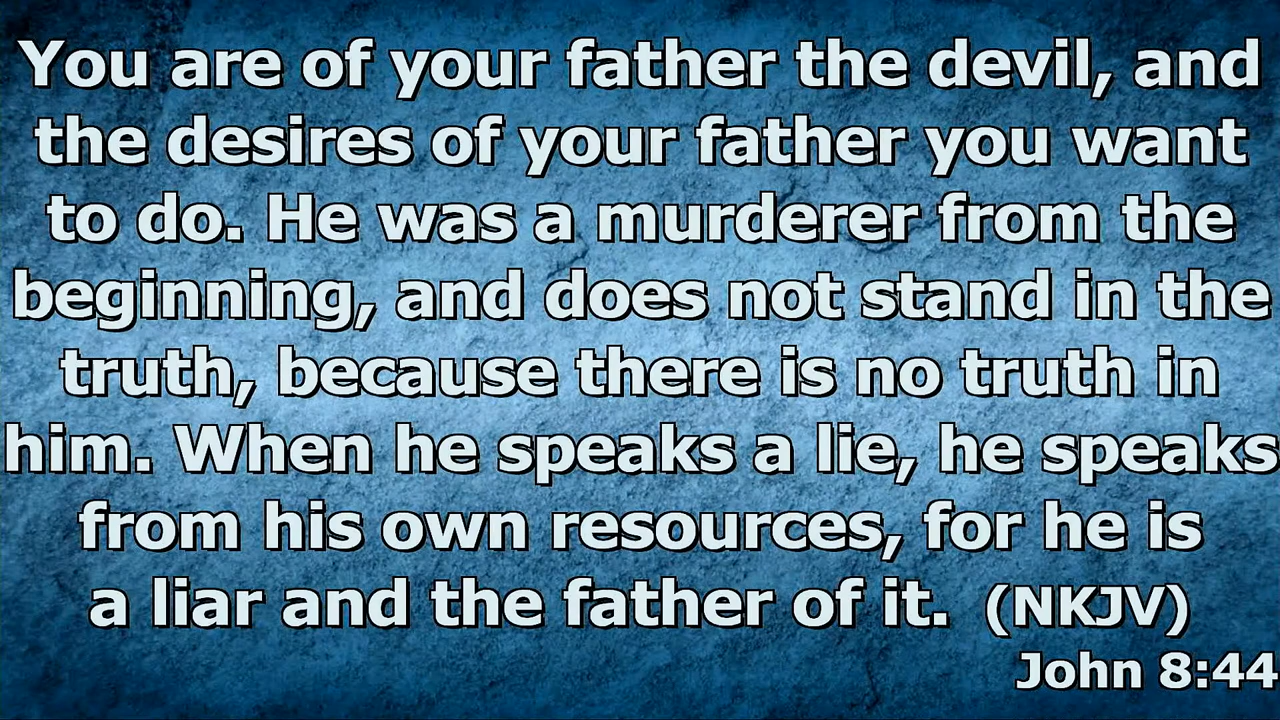 You are of your father the devil, and
the desires of your father you want
to do. He was a murderer from the
beginning, and does not stand in the
truth, because there is no truth in
him. When he speaks a lie, he speaks
from his own resources, for he is
a liar and the father of it. (NKJV)
John 8:44